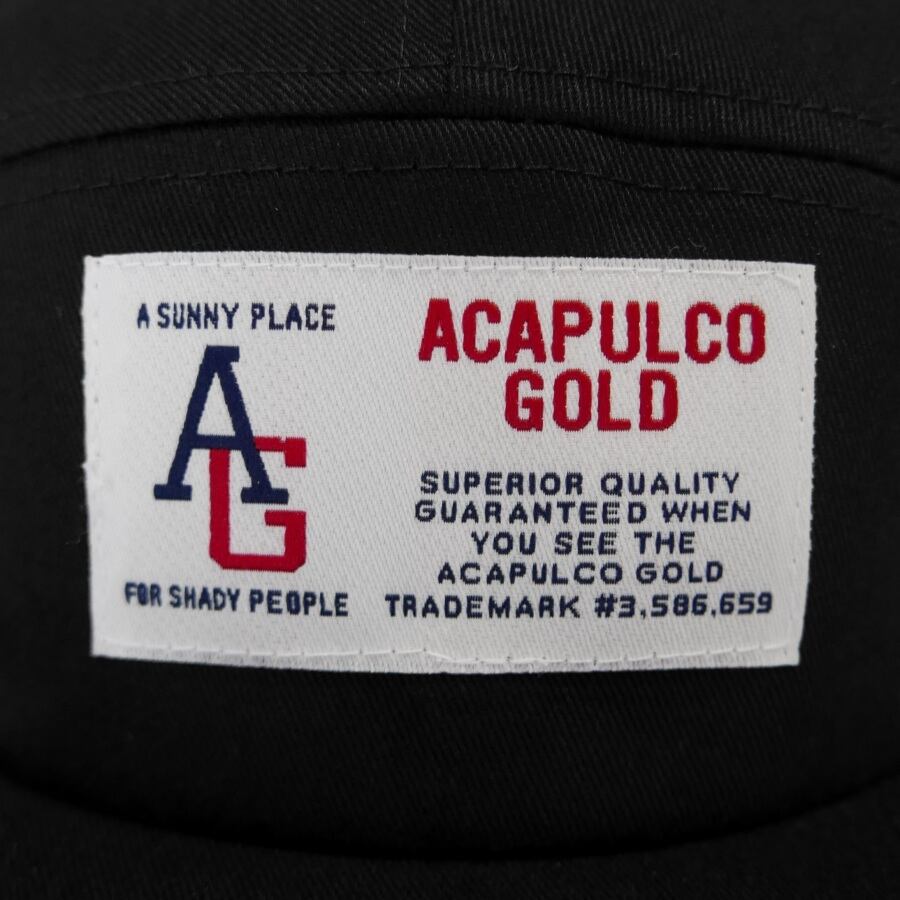 A SUNNY PLACE
AG
FOR SHADY PEOPLE
ACAPULCO
GOLD
SUPERIOR QUALITY
GUARANTEED WHEN
YOU SEE THE
ACAPULCO GOLD
TRADEMARK #3,586,659